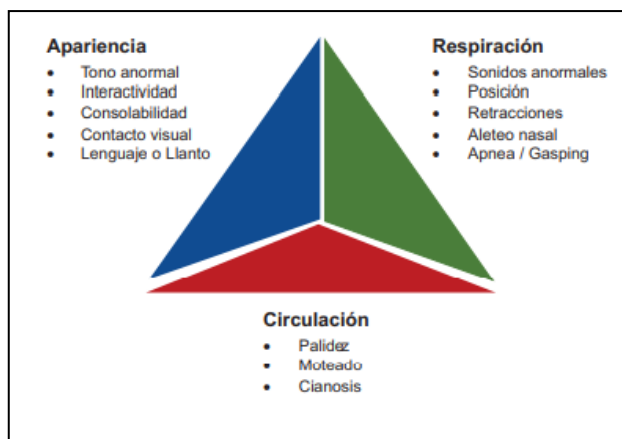 Apariencia
• Tono anormal
• Interactividad
• Consolabilidad
• Contacto visual
• Lenguaje o Llanto
Respiración
• Sonidos anormales
• Posición
• Retracciones
• Aleteo nasal
• Apnea / Gasping
Circulación
• Palidez
• Moteado
• Cianosis